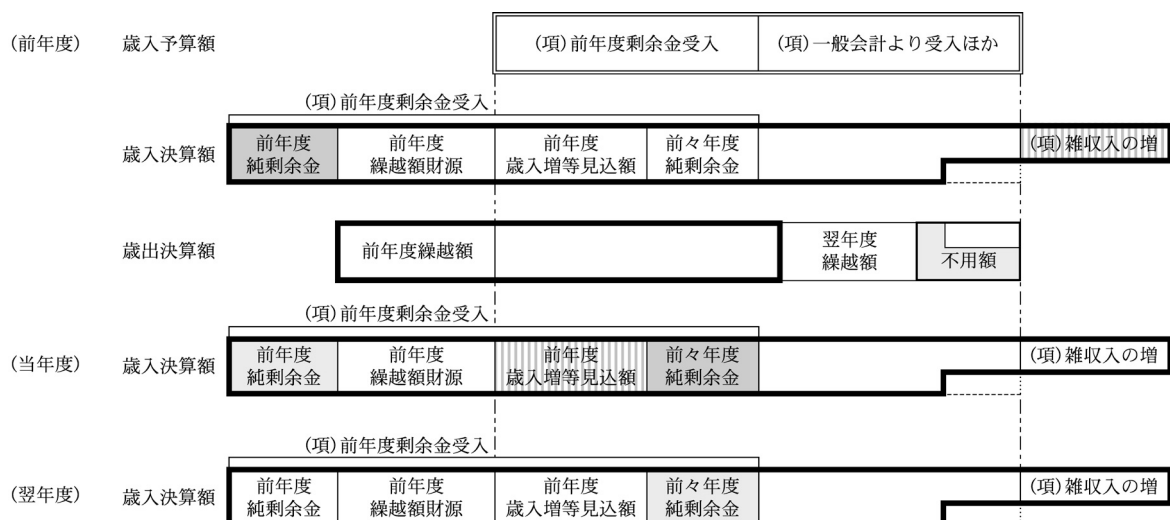 (前年度) 歳入予算額 (項)前年度剰余金受入 (項)一般会計より受入ほか
(項)前年度剰余金受入
歳入決算額 前年度 純剰余金 前年度 繰越額財源 前年度 歳入増等見込額 前々年度 純剰余金 (項)雑収入の増
歳出決算額 前年度繰越額 翌年度 繰越額 不用額
(項)前年度剰余金受入
(当年度) 歳入決算額 前年度 純剰余金 前年度 繰越額財源 前年度 歳入増等見込額 前々年度 純剰余金 (項)雑収入の増
(項)前年度剰余金受入
(翌年度) 歳入決算額 前年度 純剰余金 前年度 繰越額財源 前年度 歳入増等見込額 前々年度 純剰余金 (項)雑収入の増